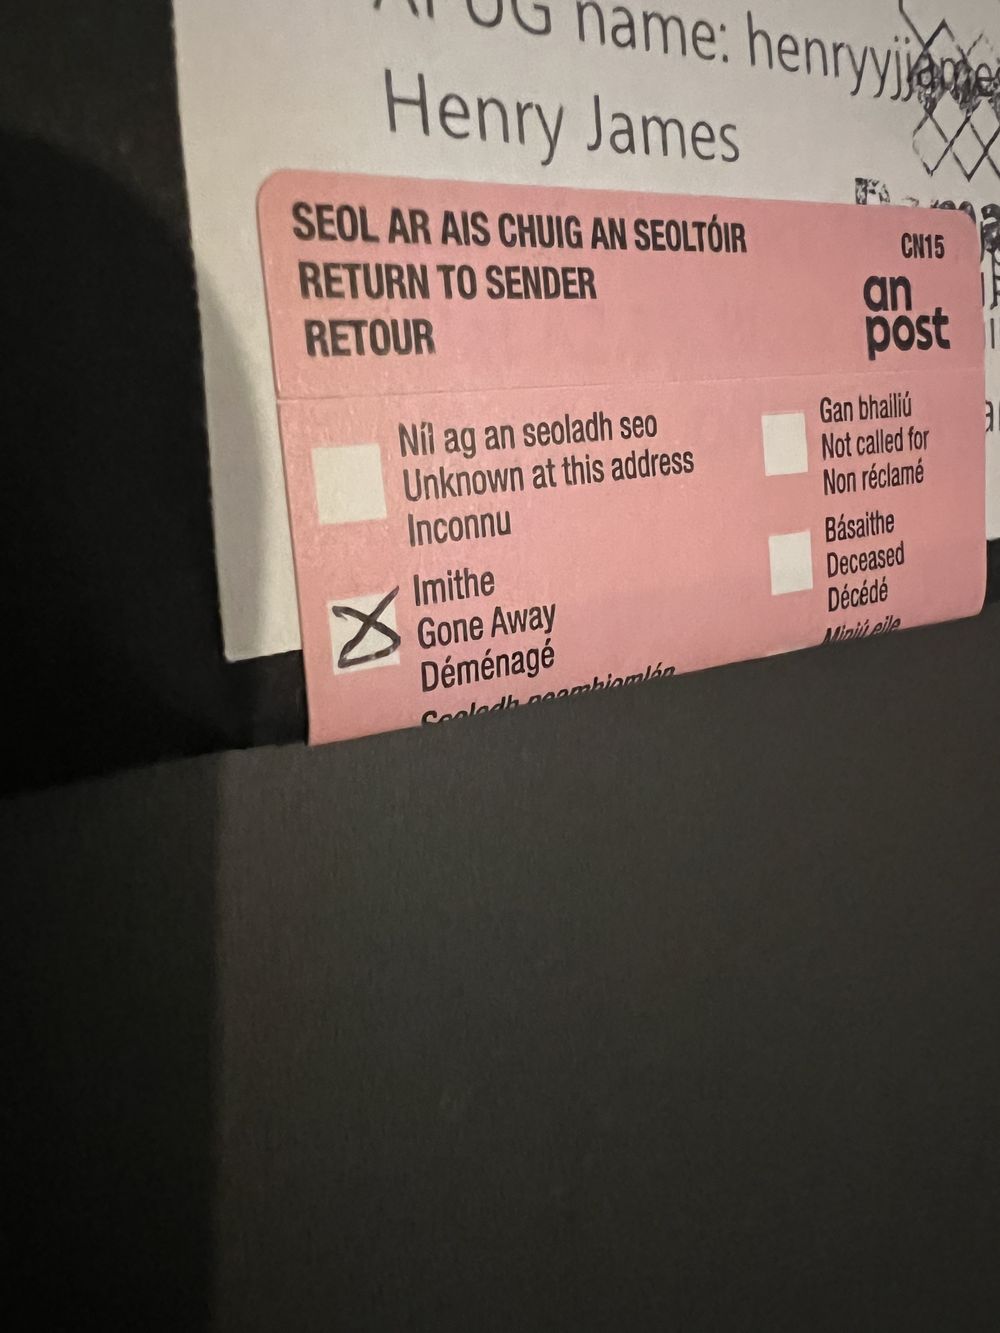 name: henryyjjame
Henry James
SEOL AR AIS CHUIG AN SEOLTÓIR
RETURN TO SENDER
RETOUR
CN15
an
post
Níl ag an seoladh seo
Unknown at this address
Inconnu
Imithe
Gone Away
Déménagé
Gan bhailiú
Not called for
Non réclamé
Básaithe
Deceased
Décédé